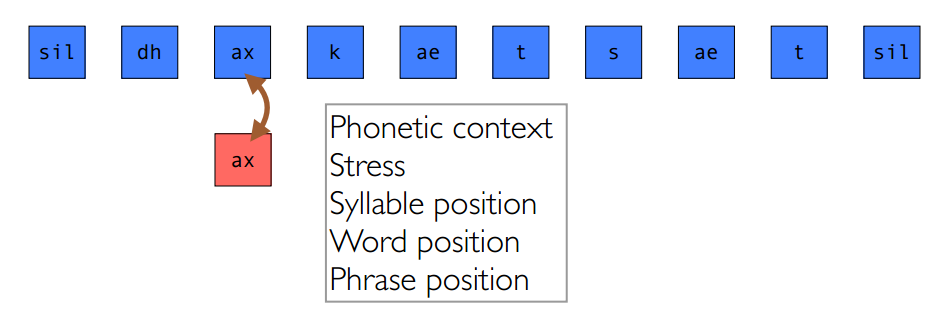 sil dh ax k ae t s ae t sil
ax
Phonetic context
Stress
Syllable position
Word position
Phrase position